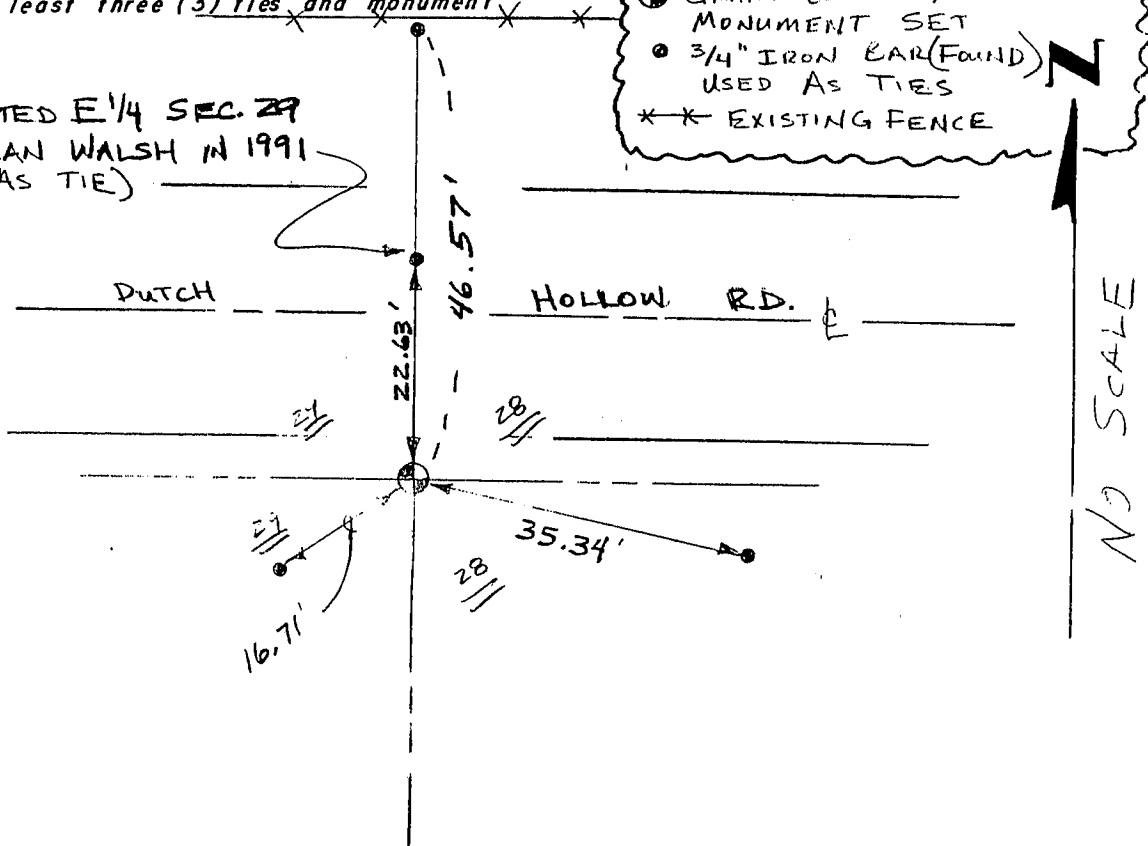 least three (3) ties and monument
MONUMENT SET
3/4" IRON BAR (FOUND)
USED AS TIES
EXISTING FENCE
N
TED E 1/4 SEC. 29
AN WALSH IN 1991
AS TIE)
46.57'
22.63'
DUTCH HOLLOW RD. ℄
NO SCALE
29 28
29 28
35.34'
16.71'